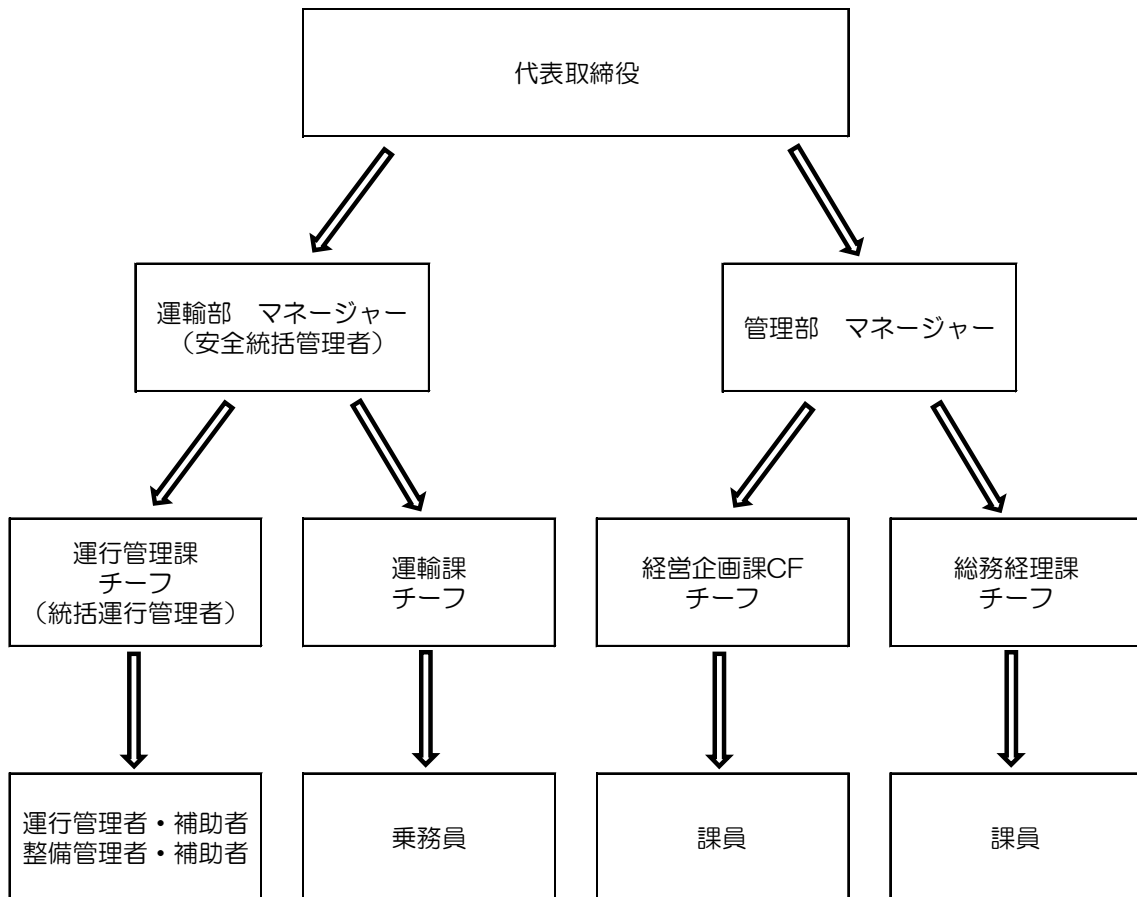 代表取締役
運輸部　マネージャー
（安全統括管理者）
管理部　マネージャー
運行管理課
チーフ
（統括運行管理者）
運輸課
チーフ
経営企画課CF
チーフ
総務経理課
チーフ
運行管理者・補助者
整備管理者・補助者
乗務員
課員
課員